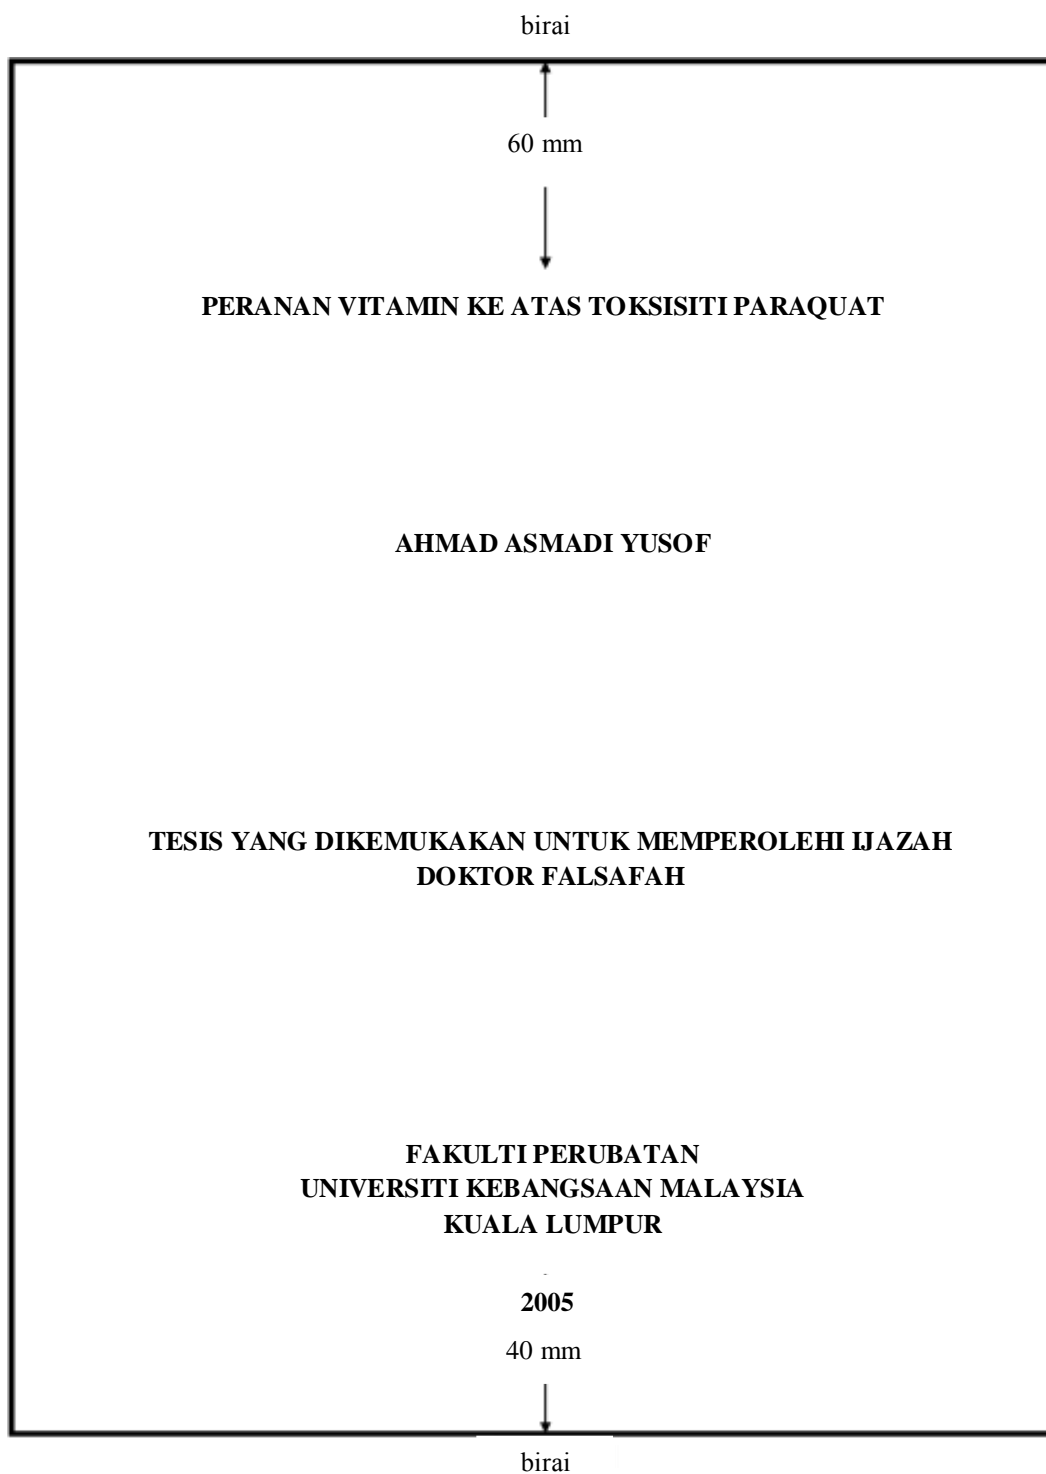 birai
60 mm
PERANAN VITAMIN KE ATAS TOKSISITI PARAQUAT
AHMAD ASMADI YUSOF
TESIS YANG DIKEMUKAKAN UNTUK MEMPEROLEHI IJAZAH
DOKTOR FALSAFAH
FAKULTI PERUBATAN
UNIVERSITI KEBANGSAAN MALAYSIA
KUALA LUMPUR
2005
40 mm
birai